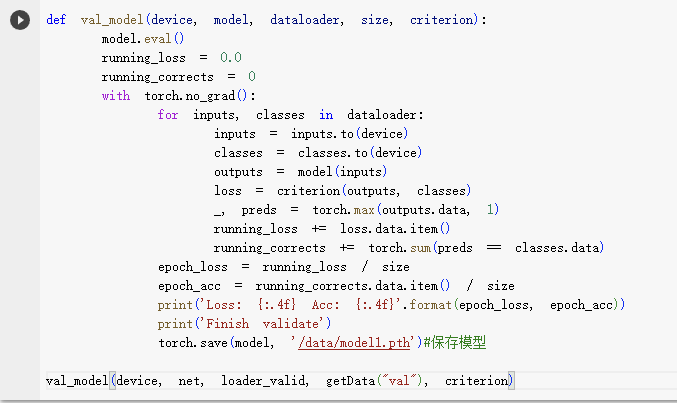 def val_model(device, model, dataloader, size, criterion):
model.eval()
running_loss = 0.0
running_corrects = 0
with torch.no_grad():
for inputs, classes in dataloader:
inputs = inputs.to(device)
classes = classes.to(device)
outputs = model(inputs)
loss = criterion(outputs, classes)
_, preds = torch.max(outputs.data, 1)
running_loss += loss.data.item()
running_corrects += torch.sum(preds == classes.data)
epoch_loss = running_loss / size
epoch_acc = running_corrects.data.item() / size
print('Loss: {:.4f} Acc: {:.4f}'.format(epoch_loss, epoch_acc))
print('Finish validate')
torch.save(model, '/data/model1.pth')#保存模型
val_model(device, net, loader_valid, getData("val"), criterion)